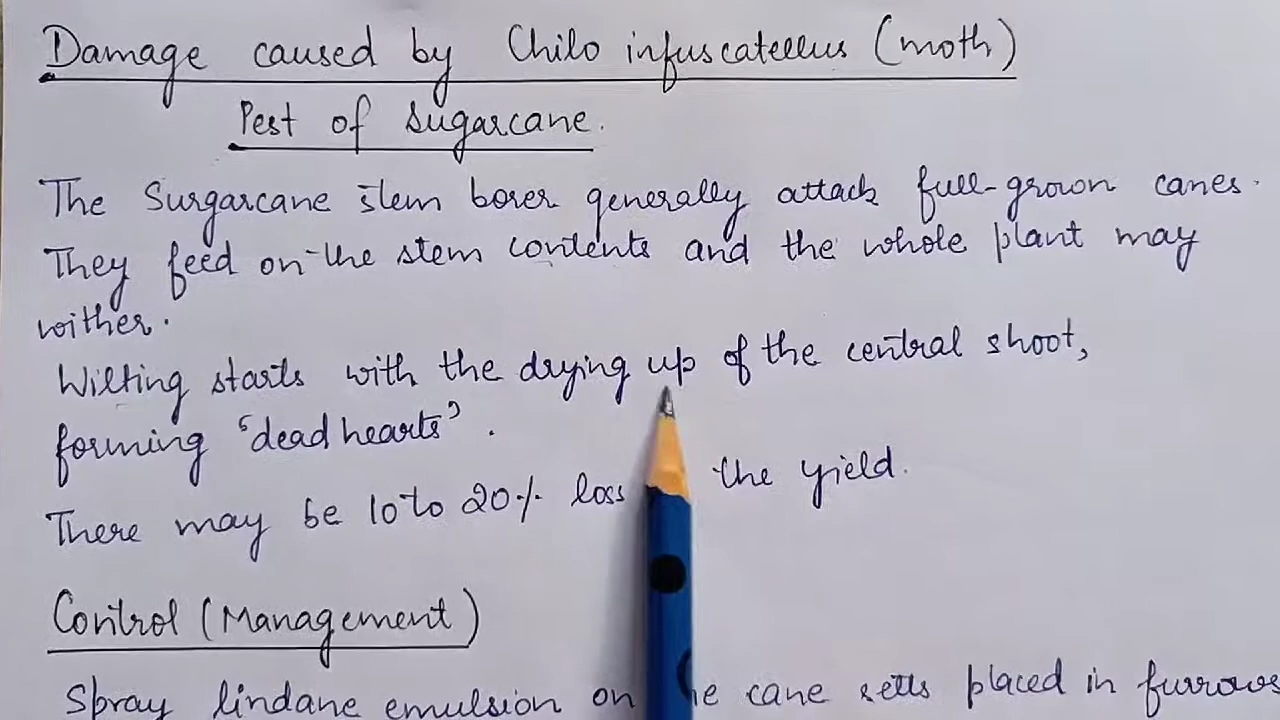 Damage caused by Chilo infuscatellus (moth)
Pest of Sugarcane.
The Surgarcane stem borer generally attack full-grown canes.
They feed on the stem contents and the whole plant may
wither.
Wilting starts with the drying up of the central shoot,
forming 'dead hearts'.
There may be 10 to 20% loss the yield.
Control (Management)
Spray lindane emulsion on cane setts placed in furrows